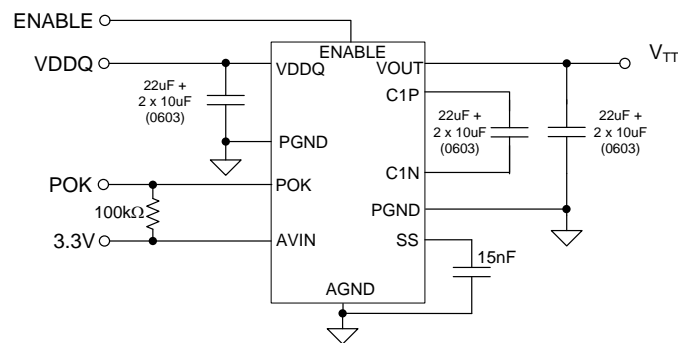 ENABLE
ENABLE
VDDQ
VDDQ
VOUT
V_TT
22uF +
2 x 10uF
(0603)
C1P
22uF +
2 x 10uF
(0603)
22uF +
2 x 10uF
(0603)
PGND
C1N
POK
POK
PGND
100kΩ
3.3V
AVIN
SS
15nF
AGND